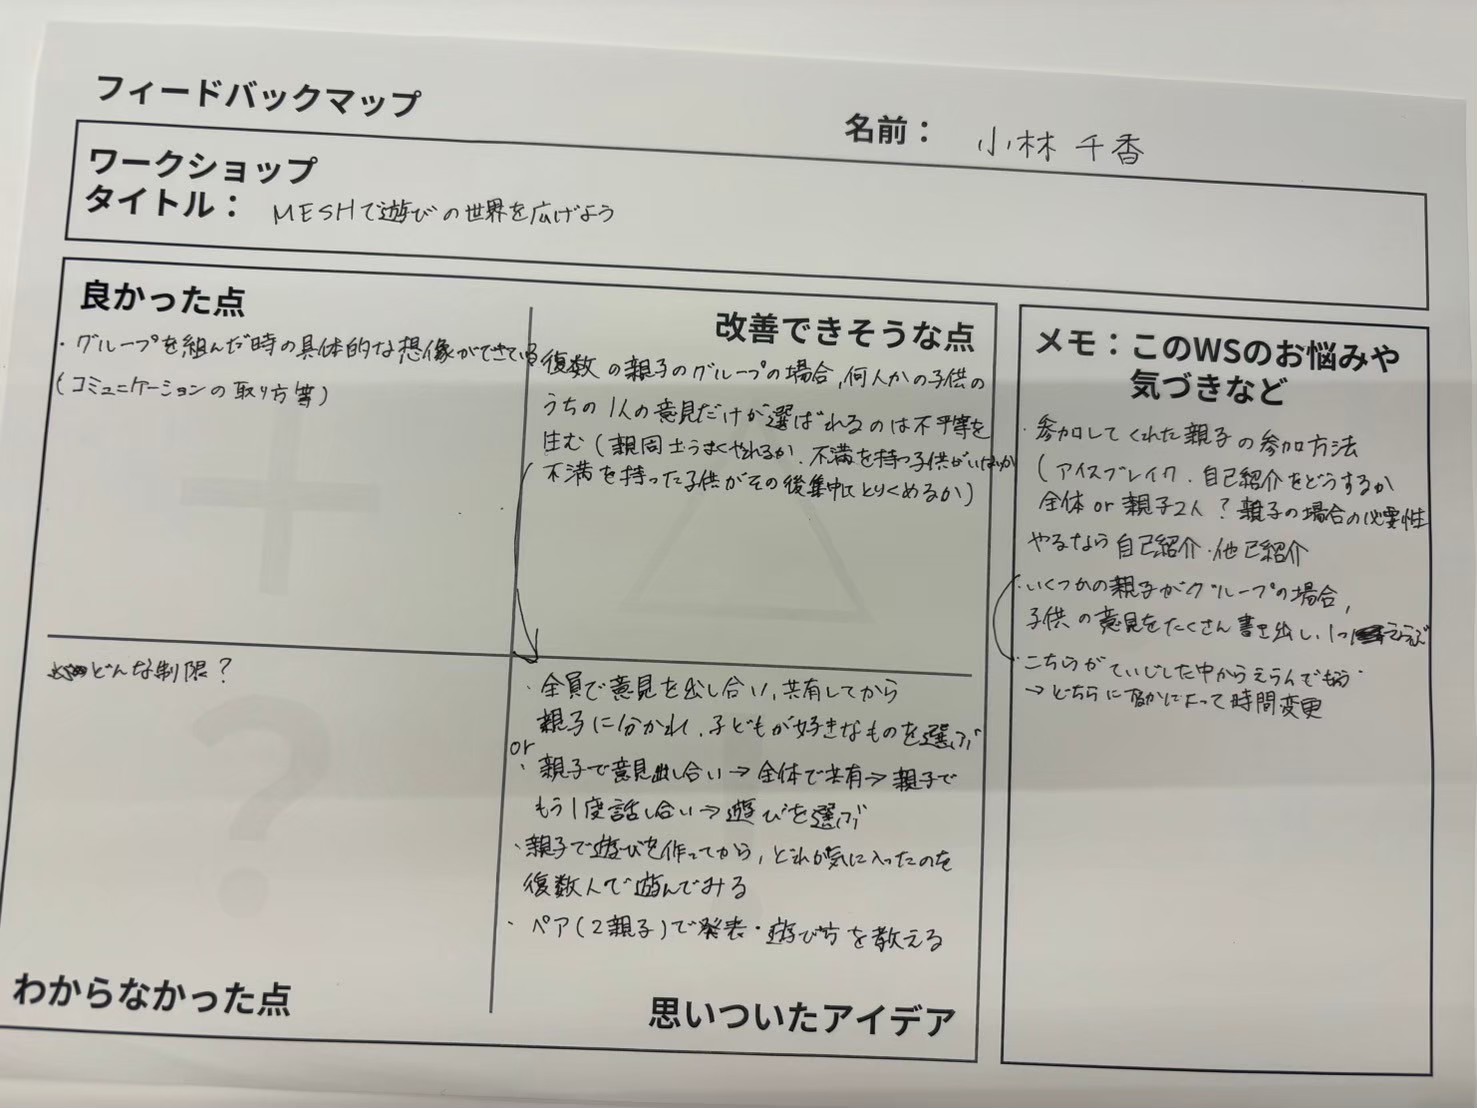 フィードバックマップ
名前： 小林 千香
ワークショップ
タイトル： MESHで遊びの世界を広げよう
良かった点
・グループを組んだ時の具体的な想像ができている
(コミュニケーションの取り方等)
改善できそうな点
復数の親子のグループの場合,何人かの子供の
うちの1人の意見だけが選ばれるのは不平等を
生む(親同士うまくやれるか.不満を持つ子供がいないか
不満を持った子供がその後集中してとりくめるか)
どんな制限?
わからなかった点
・全員で意見を出し合い,共有してから
親子に分かれ.子どもが好きなものを選ぶ
or
・親子で意見出し合い→全体で共有→親子で
もう1度話し合い→遊びを選ぶ
・親子で遊びを作ってから,どれか気に入ったのを
復数人で遊んでみる
・ペア(2親子)で発表・遊び方を教える
思いついたアイデア
メモ：このWSのお悩みや
気づきなど
・参加してくれた親子の参加方法
(アイスブレイク.自己紹介をどうするか
全体or親子2人?親子の場合の必要性
やるなら自己紹介・他己紹介
・いくつかの親子がグループの場合,
子供の意見をたくさん書き出し.1つ えらぶ
・こちらがていじした中からえらんでもらう
→どちらにするかによって時間変更